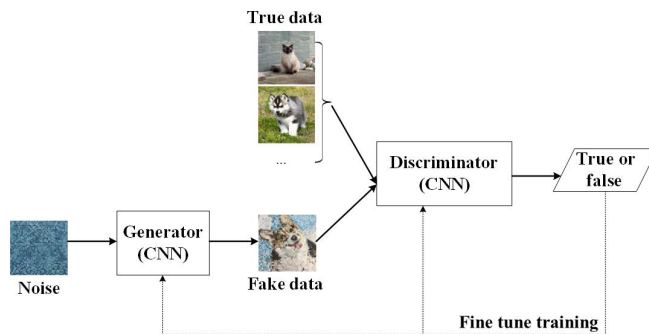 True data
...
Discriminator
(CNN)
True or
false
Generator
(CNN)
Noise
Fake data
Fine tune training